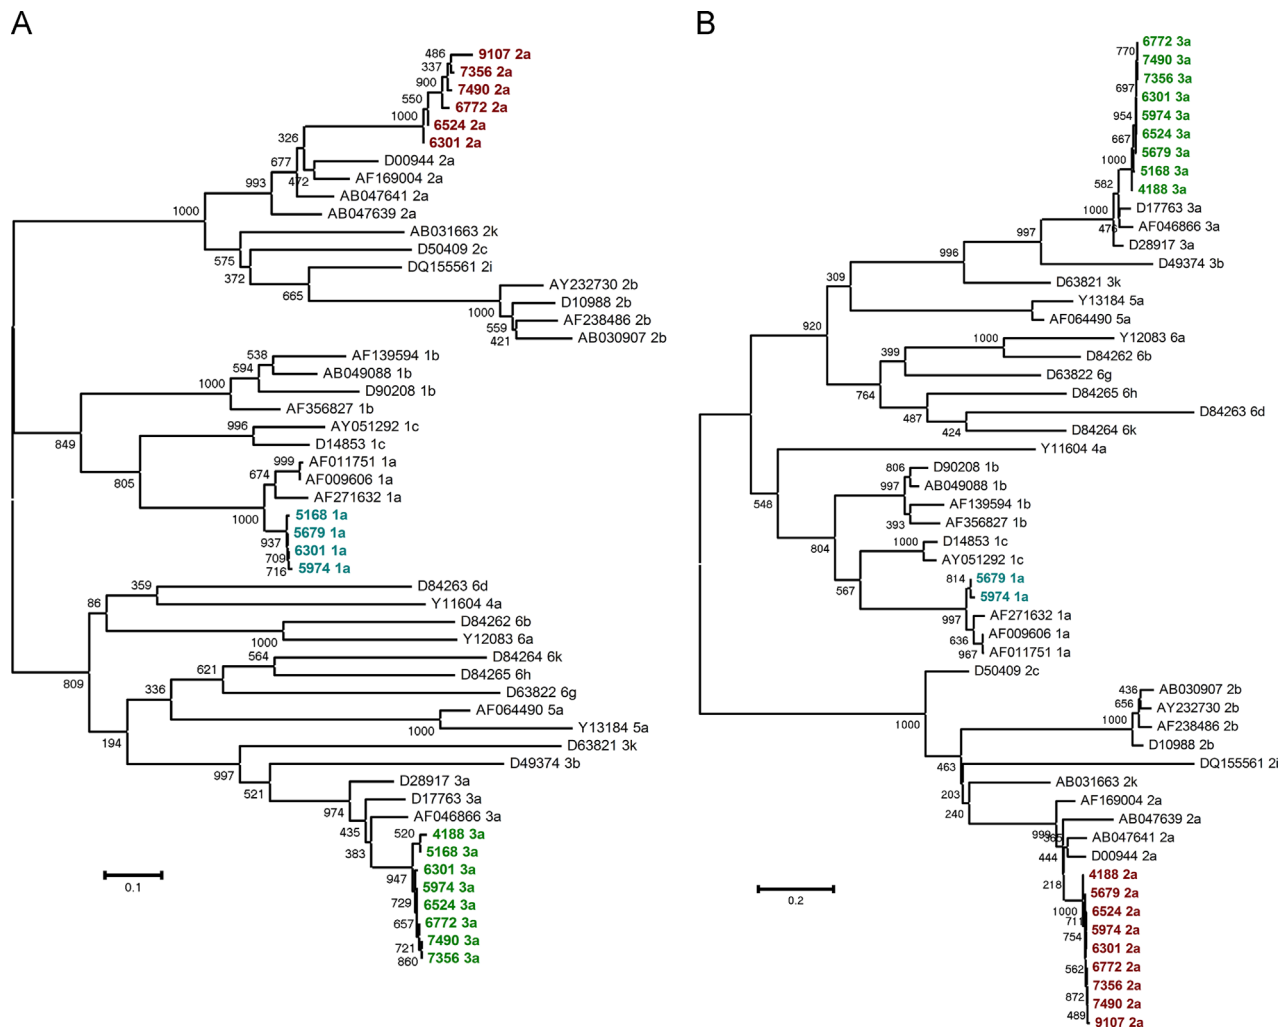 A
486
9107 2a
337
7356 2a
900
7490 2a
550
6772 2a
1000
6524 2a
326
6301 2a
677
D00944 2a
472
AF169004 2a
993
AB047641 2a
1000
AB047639 2a
AB031663 2k
575
D50409 2c
372
DQ155561 2i
665
AY232730 2b
1000
D10988 2b
559
AF238486 2b
421
AB030907 2b
538
AF139594 1b
594
AB049088 1b
1000
D90208 1b
AF356827 1b
849
996
AY051292 1c
D14853 1c
805
999
AF011751 1a
674
AF009606 1a
AF271632 1a
1000
5168 1a
937
5679 1a
709
6301 1a
716
5974 1a
359
D84263 6d
86
Y11604 4a
D84262 6b
1000
Y12083 6a
809
564
D84264 6k
621
D84265 6h
336
D63822 6g
AF064490 5a
1000
Y13184 5a
194
D63821 3k
997
D49374 3b
521
D28917 3a
974
D17763 3a
435
AF046866 3a
383
520
4188 3a
5168 3a
947
6301 3a
5974 3a
729
6524 3a
657
6772 3a
721
7490 3a
860
7356 3a
0.1
B
6772 3a
770
7490 3a
7356 3a
697
6301 3a
954
5974 3a
667
6524 3a
5679 3a
1000
5168 3a
582
4188 3a
1000
D17763 3a
476
AF046866 3a
997
D28917 3a
996
D49374 3b
309
D63821 3k
Y13184 5a
920
AF064490 5a
1000
Y12083 6a
399
D84262 6b
D63822 6g
764
D84265 6h
487
D84263 6d
424
D84264 6k
Y11604 4a
548
806
D90208 1b
997
AB049088 1b
AF139594 1b
393
AF356827 1b
804
1000
D14853 1c
AY051292 1c
567
814
5679 1a
5974 1a
997
AF271632 1a
636
AF009606 1a
967
AF011751 1a
D50409 2c
1000
436
AB030907 2b
656
AY232730 2b
1000
AF238486 2b
D10988 2b
463
DQ155561 2i
203
AB031663 2k
240
AF169004 2a
AB047639 2a
999
365
AB047641 2a
444
D00944 2a
218
4188 2a
5679 2a
1000
6524 2a
711
5974 2a
754
6301 2a
562
6772 2a
7356 2a
872
7490 2a
489
9107 2a
0.2